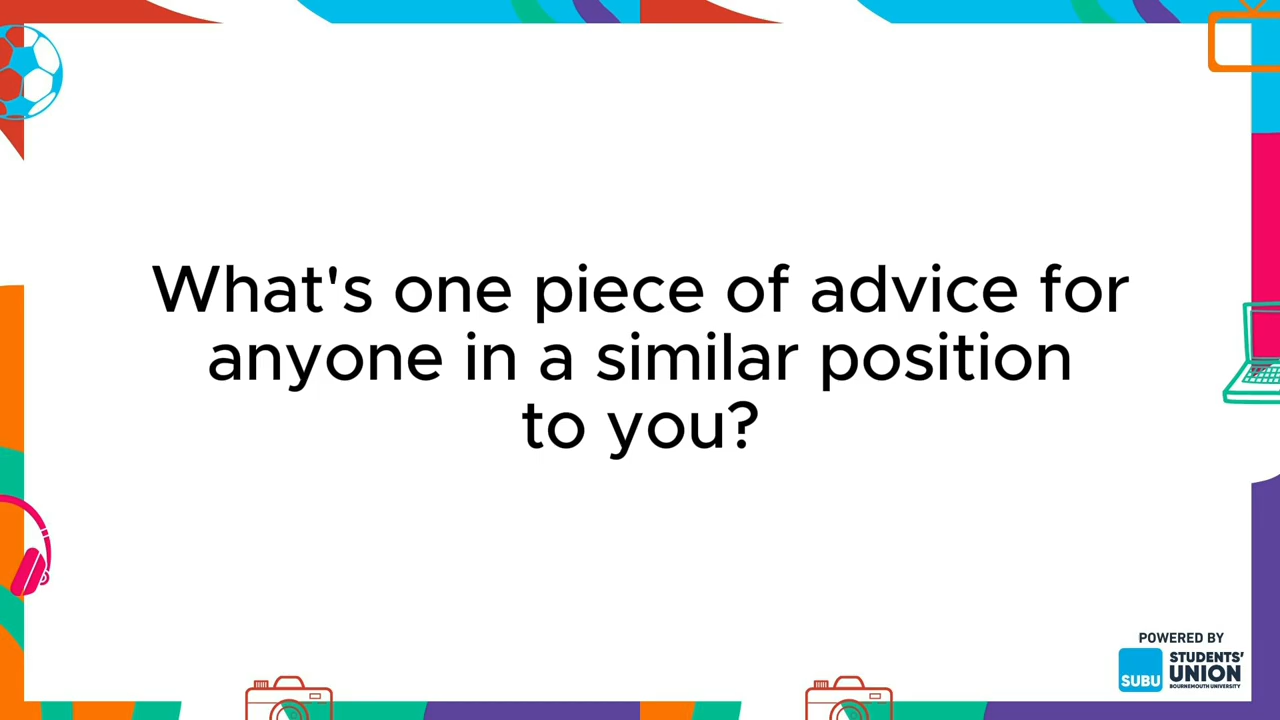 What's one piece of advice for
anyone in a similar position
to you?
POWERED BY
SUBU
STUDENTS'
UNION
BOURNEMOUTH UNIVERSITY